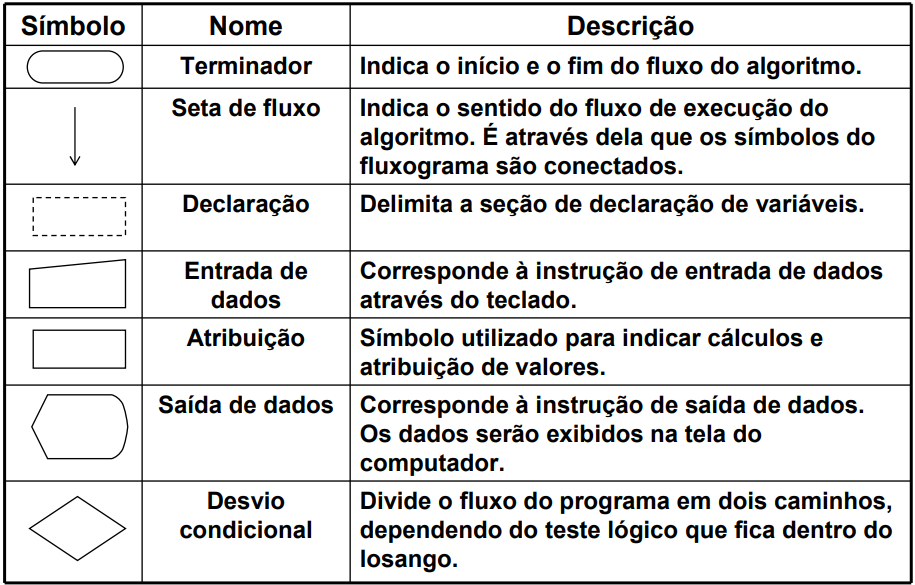 Símbolo Nome Descrição
Terminador Indica o início e o fim do fluxo do algoritmo.
Seta de fluxo Indica o sentido do fluxo de execução do
algoritmo. É através dela que os símbolos do
fluxograma são conectados.
Declaração Delimita a seção de declaração de variáveis.
Entrada de Corresponde à instrução de entrada de dados
dados através do teclado.
Atribuição Símbolo utilizado para indicar cálculos e
atribuição de valores.
Saída de dados Corresponde à instrução de saída de dados.
Os dados serão exibidos na tela do
computador.
Desvio Divide o fluxo do programa em dois caminhos,
condicional dependendo do teste lógico que fica dentro do
losango.